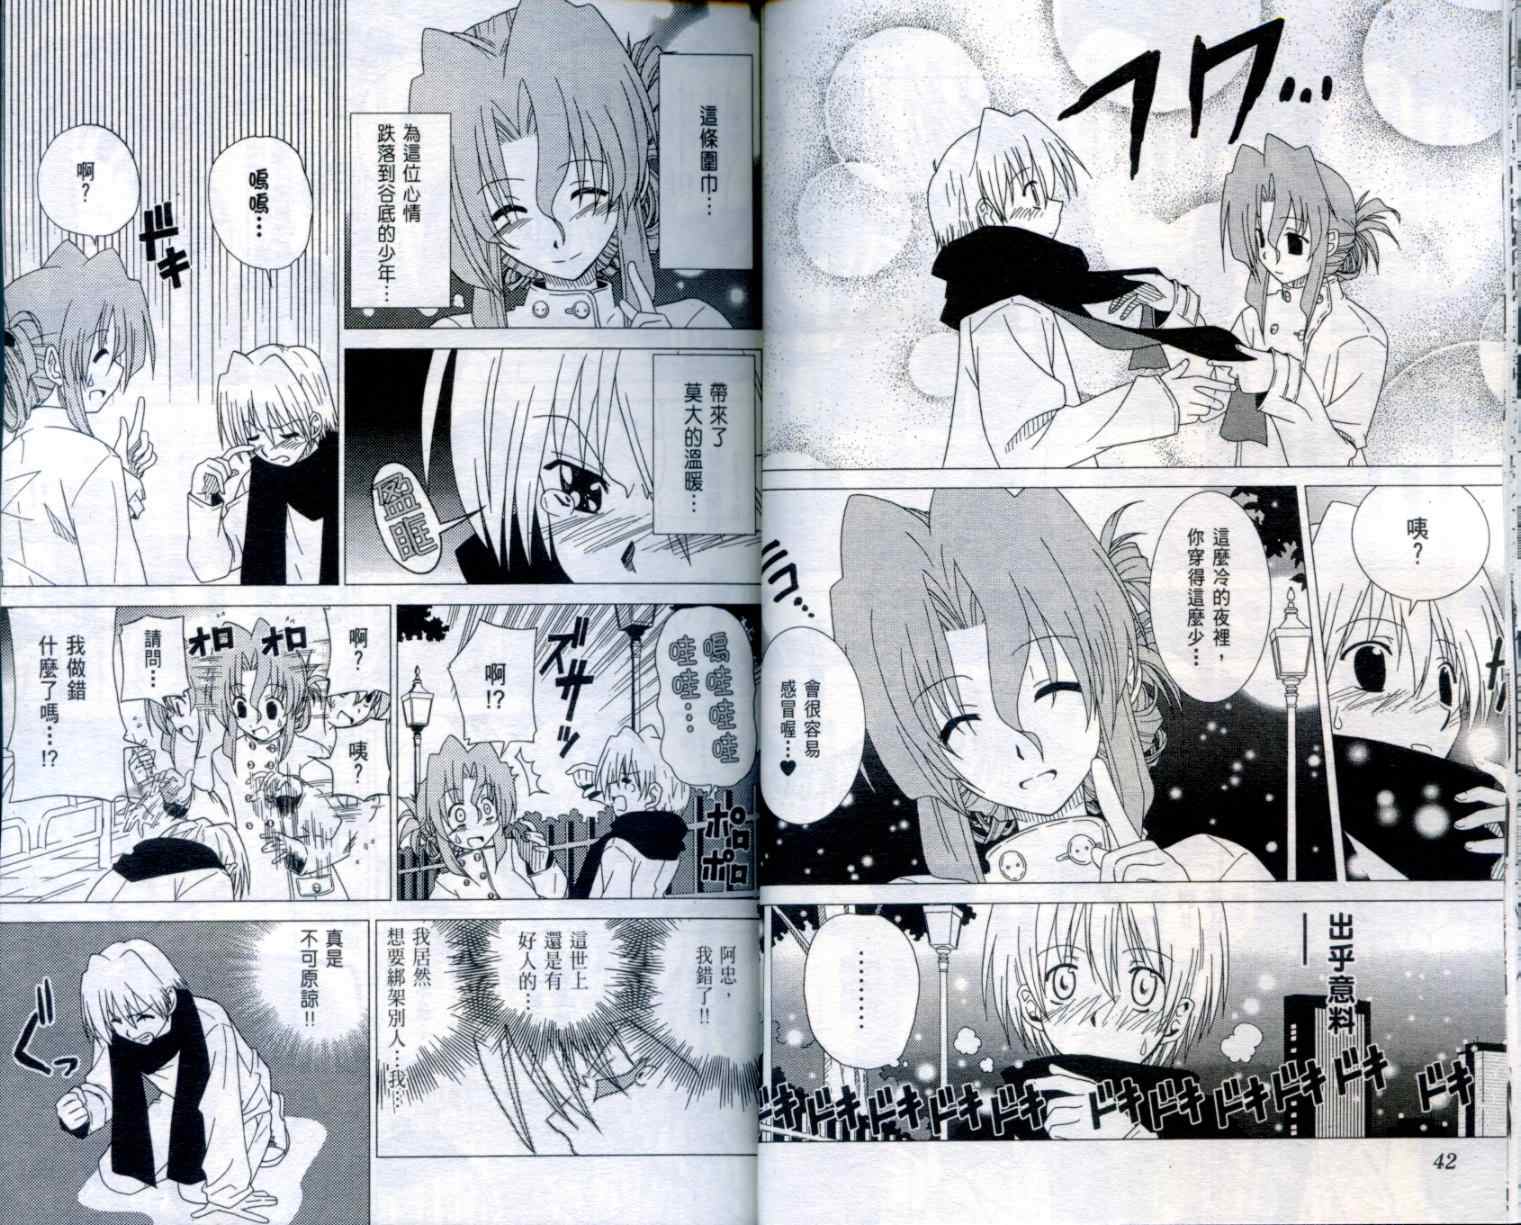 フワ…
咦?
這麼冷的夜裡,
你穿得這麼少…
ニコ…
會很容易
感冒喔…♥
出乎意料
——
…………
ドキドキドキドキドキドキドキドキドキドキ
42
這條圍巾…
為這位心情
跌落到谷底的少年…
帶來了
莫大的溫暖…
盈眶
嗚嗚…
ドキ
啊?
嗚哇哇哇
哇哇…
ポロポロ
ズザザッ
啊!?
啊?
咦?
オロ
オロ
請問…
我做錯
什麼了嗎…!?
阿忠,
我錯了!!
這世上
還是有
好人的…
我居然
想要綁架別人…我…
真是
不可原諒!!
くっ